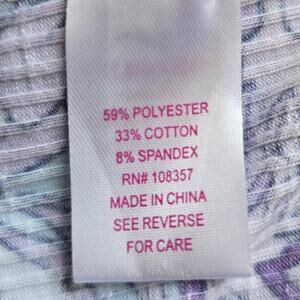 59% POLYESTER
33% COTTON
8% SPANDEX
RN# 108357
MADE IN CHINA
SEE REVERSE
FOR CARE